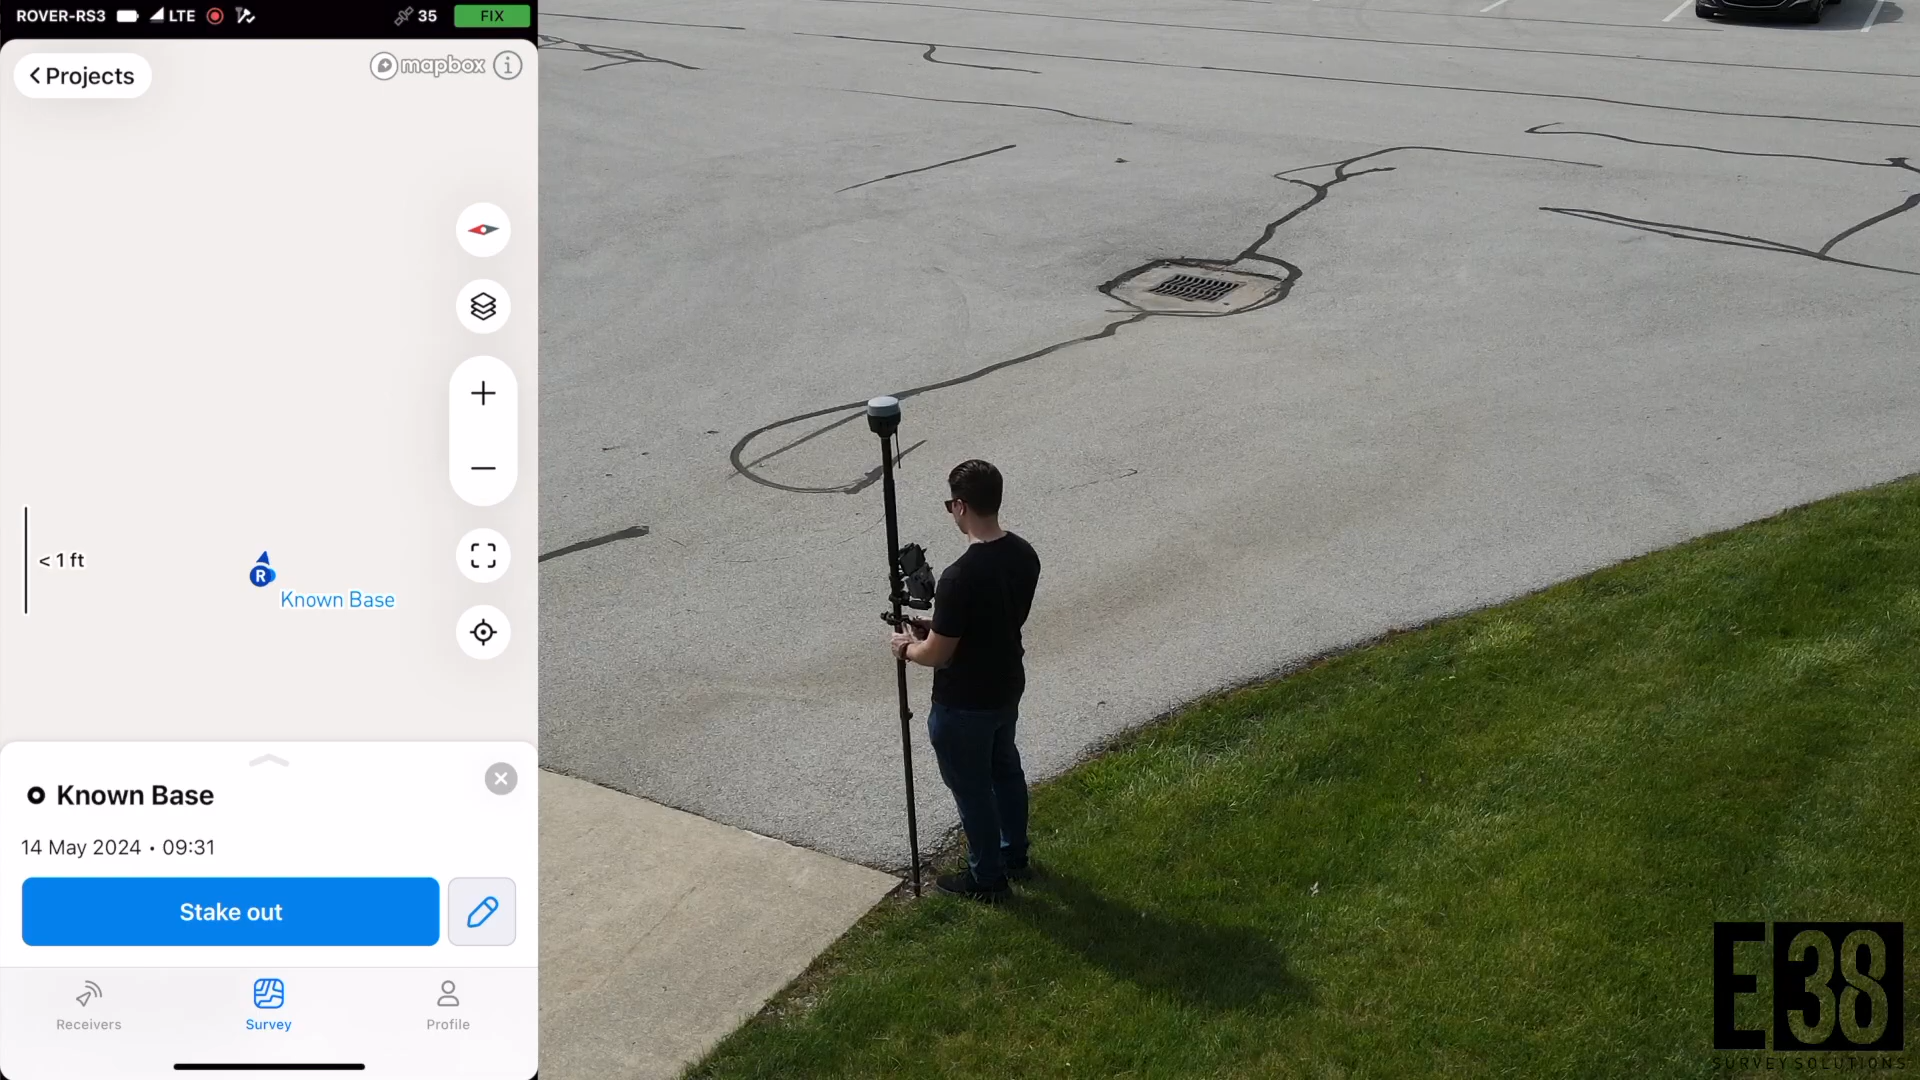 ROVER-RS3 LTE 35 FIX
Projects
mapbox
< 1 ft
R
Known Base
Known Base
14 May 2024 • 09:31
Stake out
Receivers
Survey
Profile
E38
SURVEY SOLUTIONS